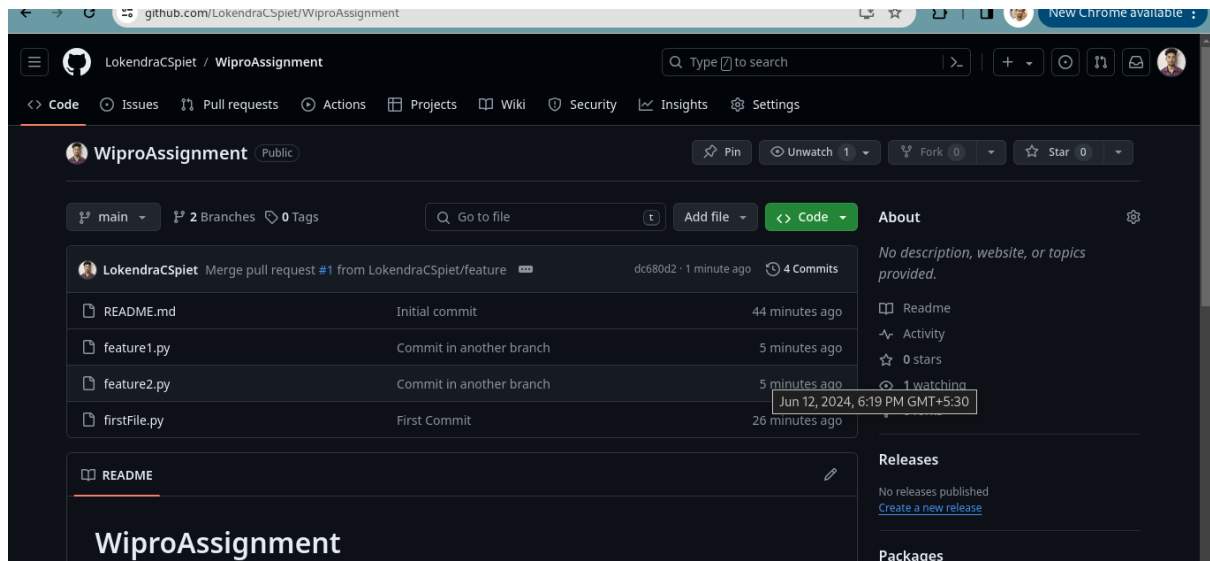 github.com/LokendraCSpiet/WiproAssignment
New Chrome available
LokendraCSpiet / WiproAssignment
Type / to search
<> Code Issues Pull requests Actions Projects Wiki Security Insights Settings
WiproAssignment Public
Pin Unwatch 1 Fork 0 Star 0
main 2 Branches 0 Tags Go to file t Add file <> Code
About
LokendraCSpiet Merge pull request #1 from LokendraCSpiet/feature dc680d2 · 1 minute ago 4 Commits
No description, website, or topics
provided.
README.md Initial commit 44 minutes ago
feature1.py Commit in another branch 5 minutes ago
feature2.py Commit in another branch 5 minutes ago
firstFile.py First Commit 26 minutes ago
Readme
Activity
0 stars
1 watching
Jun 12, 2024, 6:19 PM GMT+5:30
README
WiproAssignment
Releases
No releases published
Create a new release
Packages